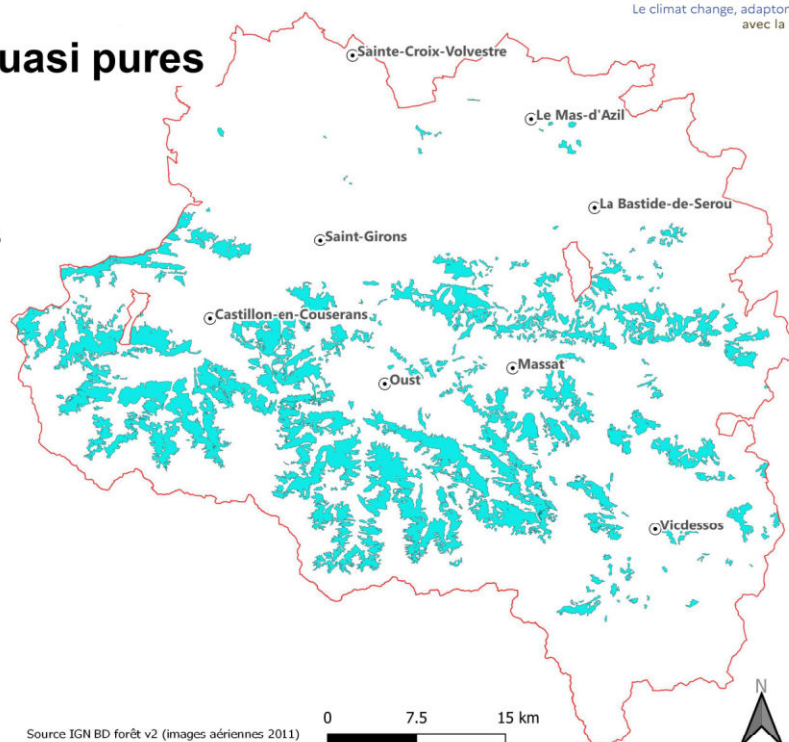 Le climat change, adapton
avec la
uasi pures
Sainte-Croix-Volvestre
Le Mas-d'Azil
La Bastide-de-Serou
Saint-Girons
Castillon-en-Couserans
Massat
Oust
Vicdessos
N
0 7.5 15 km
Source IGN BD forêt v2 (images aériennes 2011)